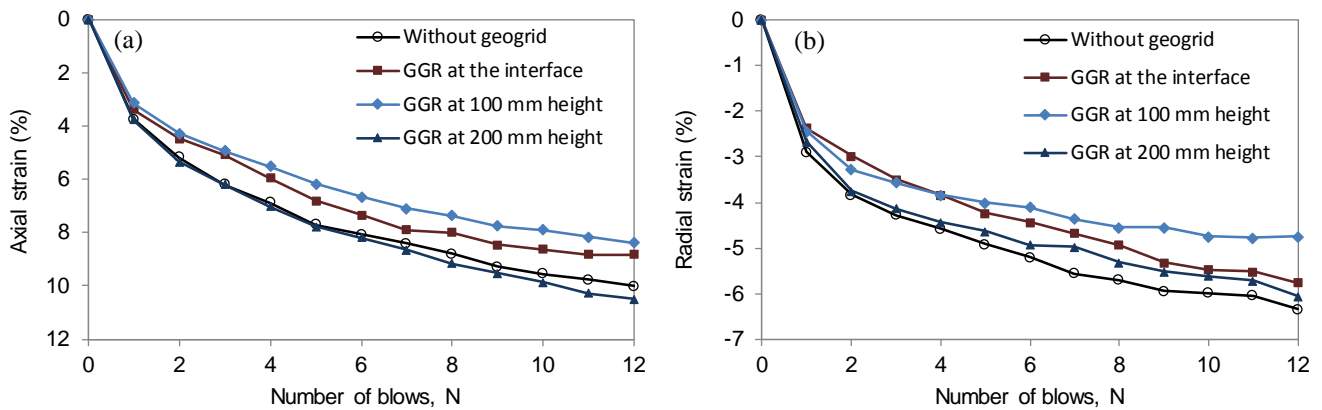 (a)
Without geogrid
GGR at the interface
GGR at 100 mm height
GGR at 200 mm height
0
2
4
6
8
10
12
Axial strain (%)
0 2 4 6 8 10 12
Number of blows, N
(b)
Without geogrid
GGR at the interface
GGR at 100 mm height
GGR at 200 mm height
0
-1
-2
-3
-4
-5
-6
-7
Radial strain (%)
0 2 4 6 8 10 12
Number of blows, N